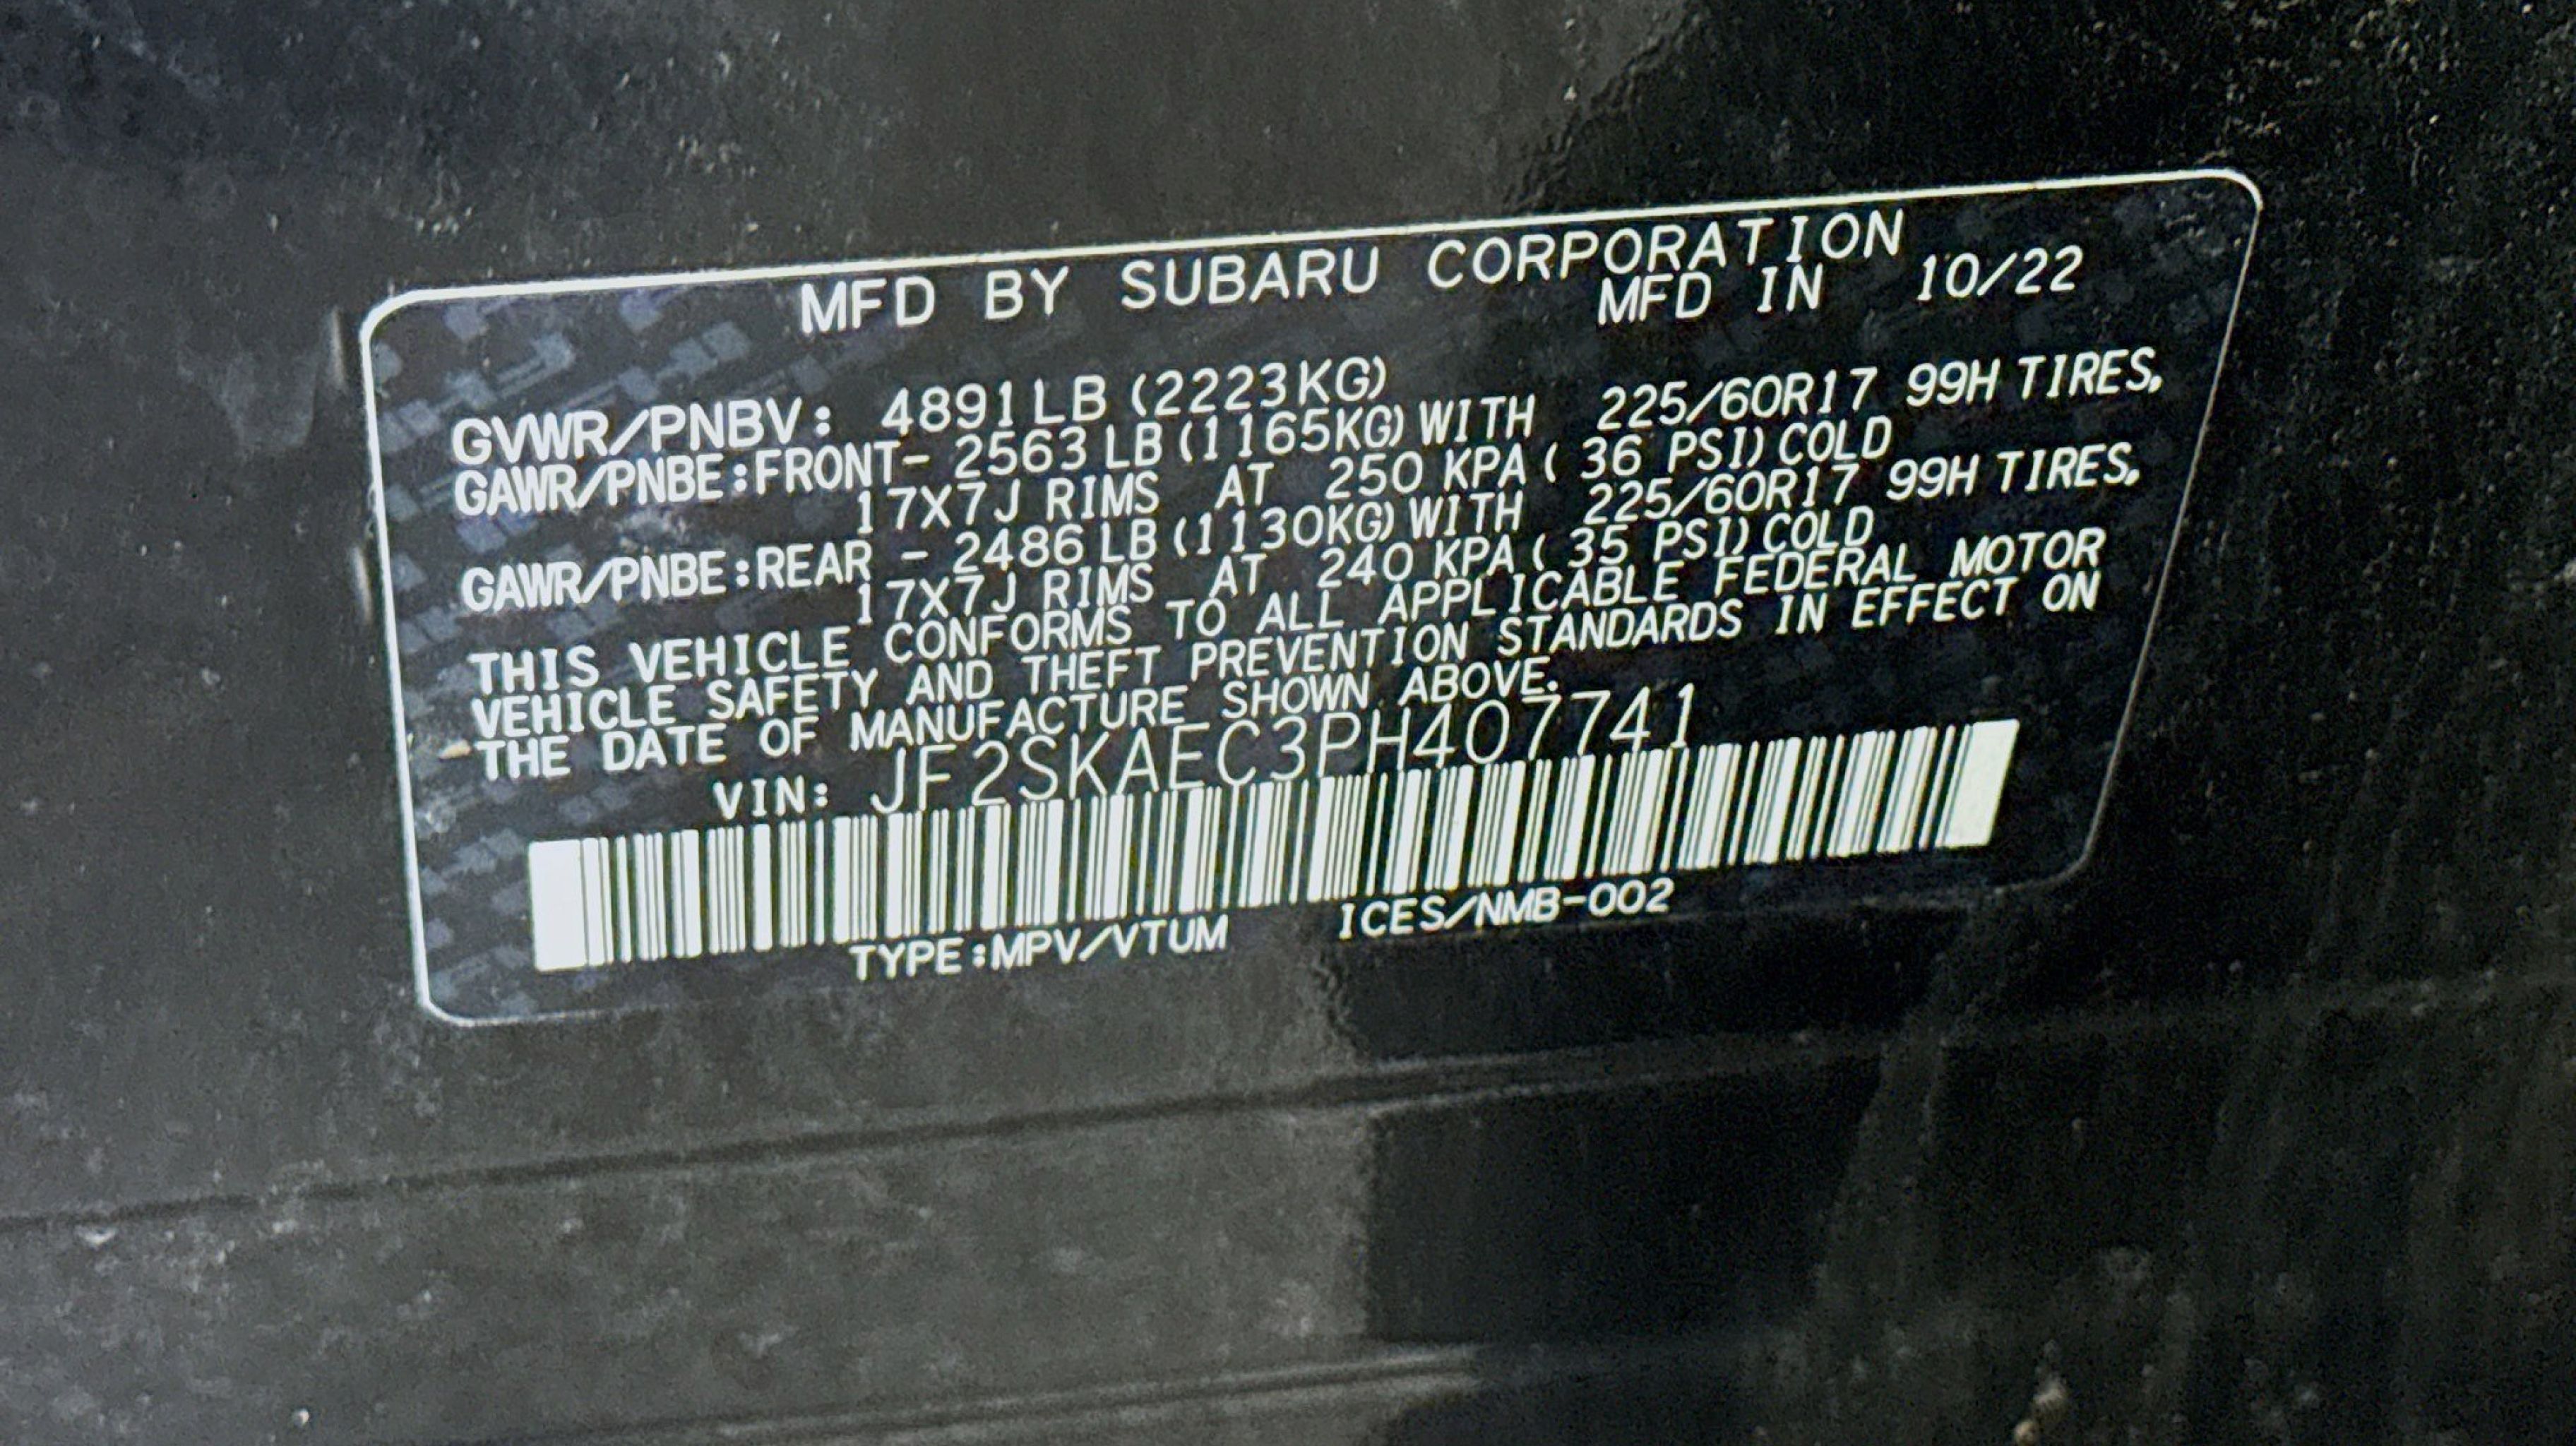 MFD BY SUBARU CORPORATION
MFD IN 10/22
GVWR/PNBV: 4891LB (2223KG)
GAWR/PNBE:FRONT- 2563 LB (1165KG) WITH 225/60R17 99H TIRES,
17X7J RIMS AT 250 KPA ( 36 PSI) COLD
GAWR/PNBE:REAR - 2486 LB (1130KG) WITH 225/60R17 99H TIRES,
17X7J RIMS AT 240 KPA ( 35 PSI) COLD
THIS VEHICLE CONFORMS TO ALL APPLICABLE FEDERAL MOTOR
VEHICLE SAFETY AND THEFT PREVENTION STANDARDS IN EFFECT ON
THE DATE OF MANUFACTURE SHOWN ABOVE.
VIN: JF2SKAEC3PH407741
TYPE:MPV/VTUM ICES/NMB-002